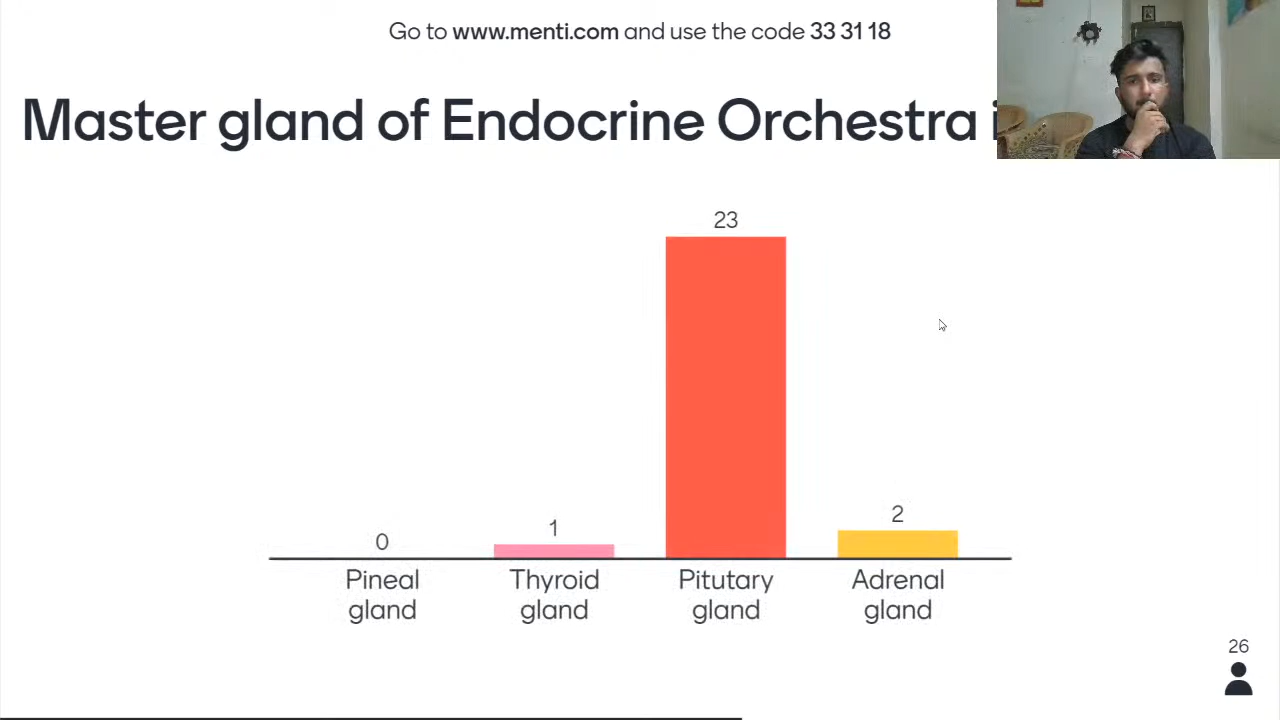 Go to www.menti.com and use the code 33 31 18
Master gland of Endocrine Orchestra
23
2
1
0
Pineal gland
Thyroid gland
Pitutary gland
Adrenal gland
26